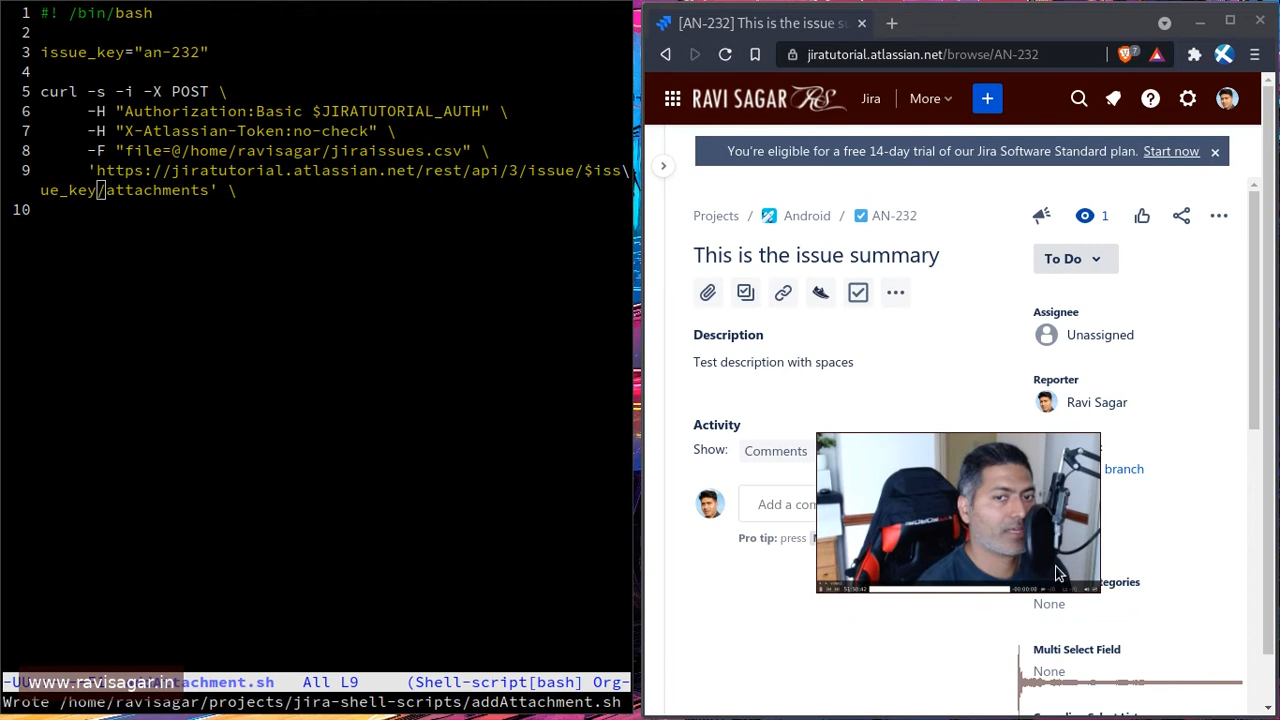 1 #! /bin/bash
2
3 issue_key="an-232"
4
5 curl -s -i -X POST \
6 -H "Authorization:Basic $JIRATUTORIAL_AUTH" \
7 -H "X-Atlassian-Token:no-check" \
8 -F "file=@/home/ravisagar/jiraissues.csv" \
9 'https://jiratutorial.atlassian.net/rest/api/3/issue/$iss\
ue_key/attachments' \
10
www.ravisagar.in
ttachment.sh All L9 (Shell-script[bash] Org-
Wrote /home/ravisagar/projects/jira-shell-scripts/addAttachment.sh
[AN-232] This is the issue su
jiratutorial.atlassian.net/browse/AN-232
RAVI SAGAR RS Jira More
You're eligible for a free 14-day trial of our Jira Software Standard plan. Start now
Projects / Android / AN-232
1
This is the issue summary
To Do
Description
Test description with spaces
Assignee
Unassigned
Reporter
Ravi Sagar
Activity
Show: Comments
branch
Add a com
Pro tip: press
tegories
None
Multi Select Field
None